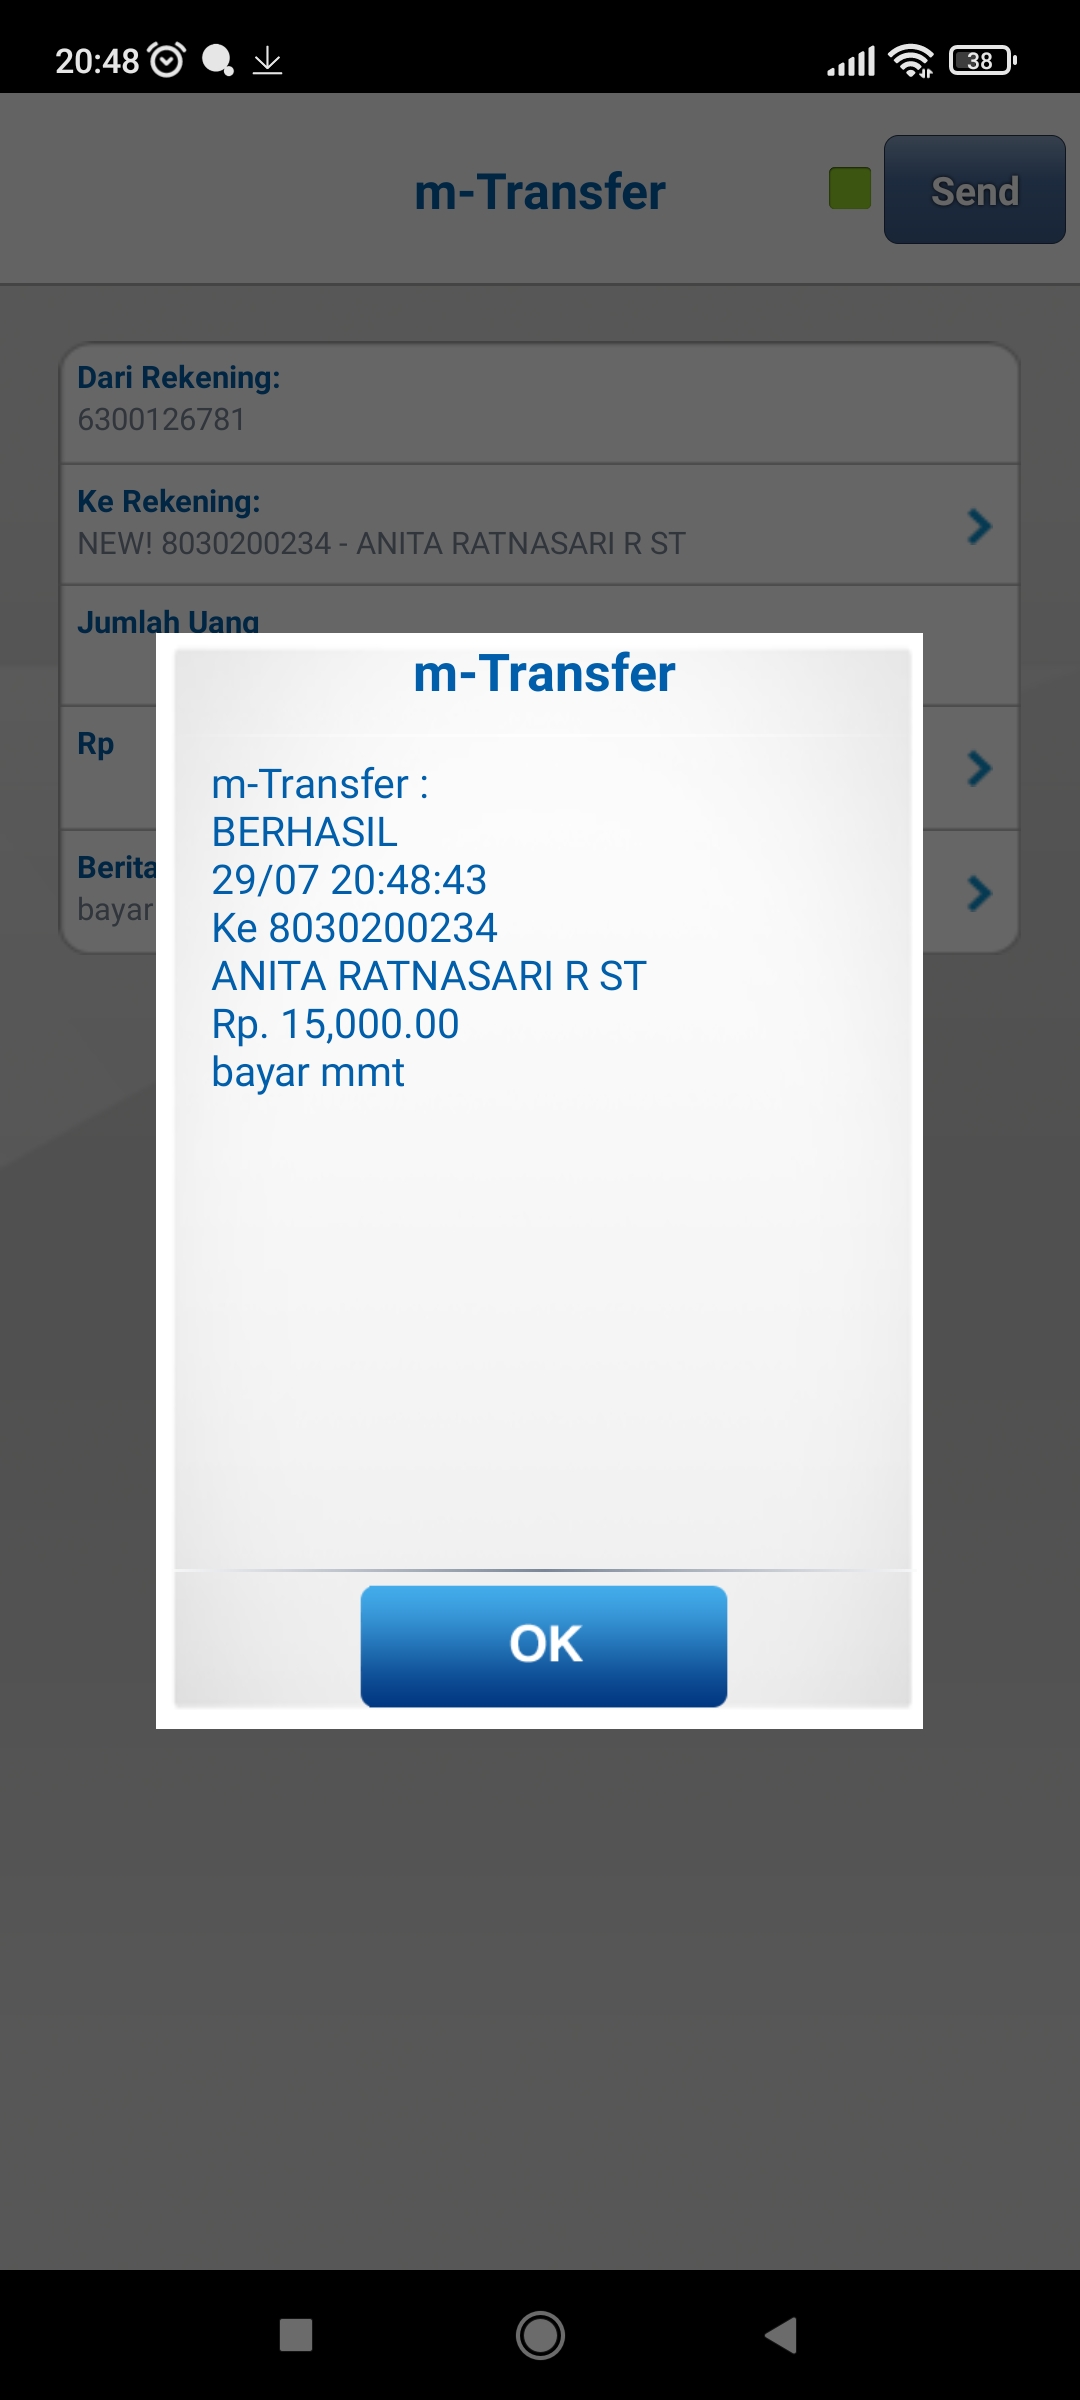 20:48
38
m-Transfer
Send
Dari Rekening:
6300126781
Ke Rekening:
NEW! 8030200234 - ANITA RATNASARI R ST
Jumlah Uang
Rp
Berita
bayar
m-Transfer
m-Transfer :
BERHASIL
29/07 20:48:43
Ke 8030200234
ANITA RATNASARI R ST
Rp. 15,000.00
bayar mmt
OK